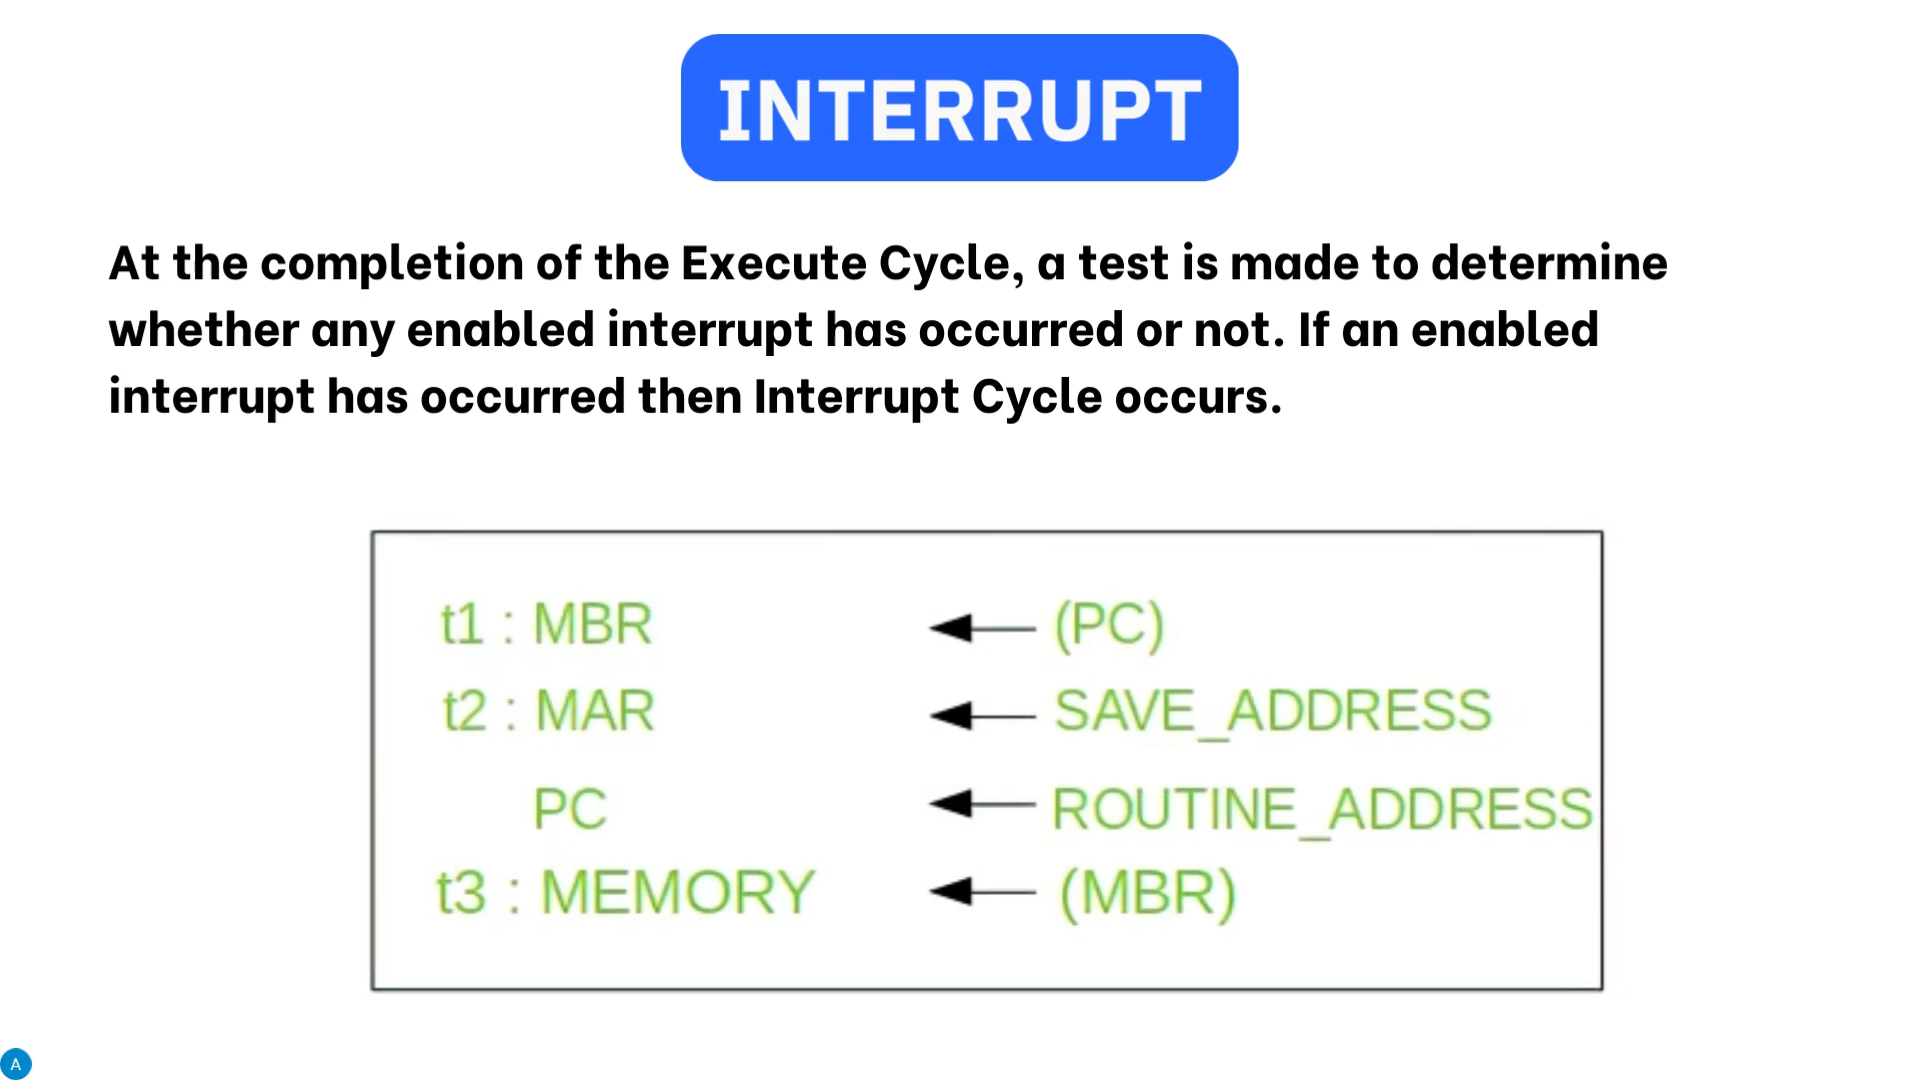 INTERRUPT
At the completion of the Execute Cycle, a test is made to determine
whether any enabled interrupt has occurred or not. If an enabled
interrupt has occurred then Interrupt Cycle occurs.
t1 : MBR ← (PC)
t2 : MAR ← SAVE_ADDRESS
PC ← ROUTINE_ADDRESS
t3 : MEMORY ← (MBR)
A